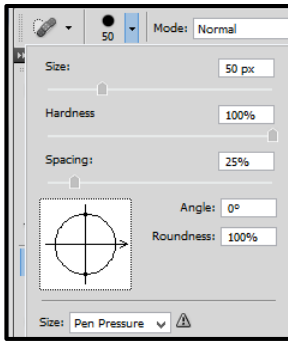 50 Mode: Normal
Size: 50 px
Hardness 100%
Spacing: 25%
Angle: 0°
Roundness: 100%
Size: Pen Pressure